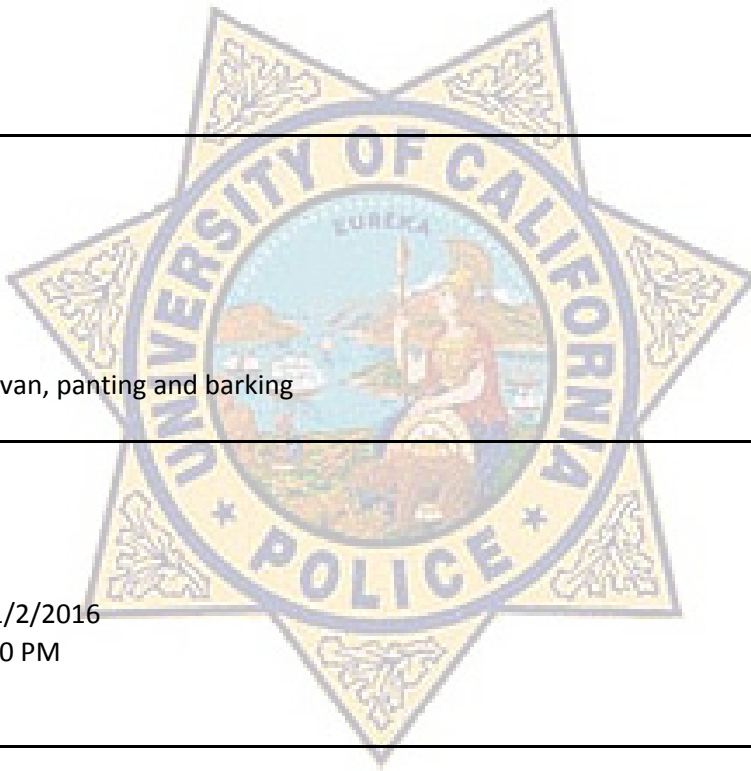 UNIVERSITY OF CALIFORNIA
EUREKA
van, panting and barking
POLICE
/2/2016
0 PM